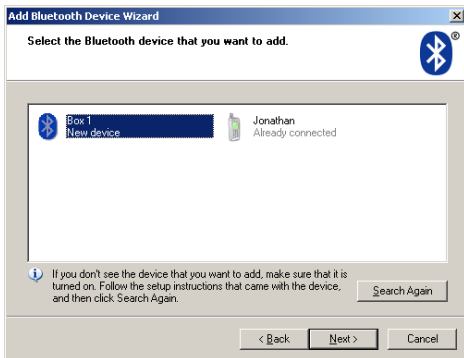 Add Bluetooth Device Wizard
Select the Bluetooth device that you want to add.
®
Box 1
New device
Jonathan
Already connected
If you don't see the device that you want to add, make sure that it is
turned on. Follow the setup instructions that came with the device,
and then click Search Again.
Search Again
< Back
Next >
Cancel